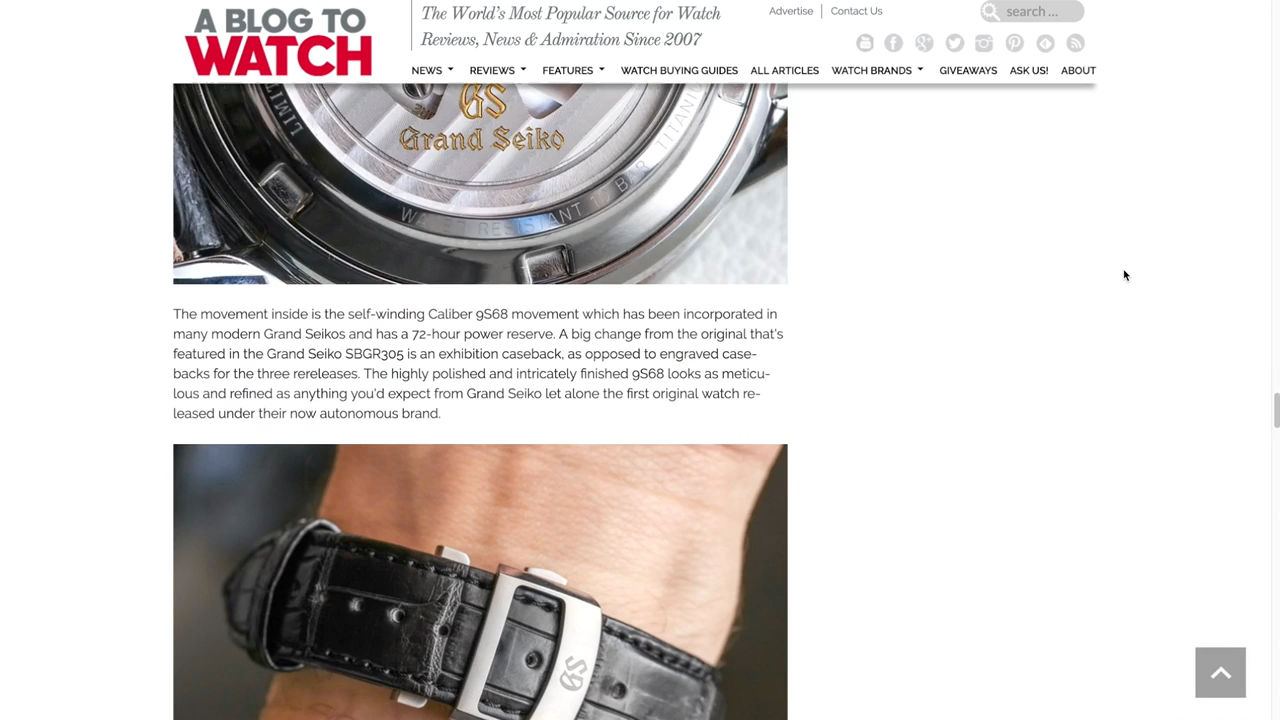 A BLOG TO
WATCH
The World's Most Popular Source for Watch
Reviews, News & Admiration Since 2007
Advertise
Contact Us
search ...
NEWS
REVIEWS
FEATURES
WATCH BUYING GUIDES
ALL ARTICLES
WATCH BRANDS
GIVEAWAYS
ASK US!
ABOUT
GS
Grand Seiko
WATER RESISTANT
The movement inside is the self-winding Caliber 9S68 movement which has been incorporated in
many modern Grand Seikos and has a 72-hour power reserve. A big change from the original that's
featured in the Grand Seiko SBGR305 is an exhibition caseback, as opposed to engraved case-
backs for the three rereleases. The highly polished and intricately finished 9S68 looks as meticu-
lous and refined as anything you'd expect from Grand Seiko let alone the first original watch re-
leased under their now autonomous brand.
GS